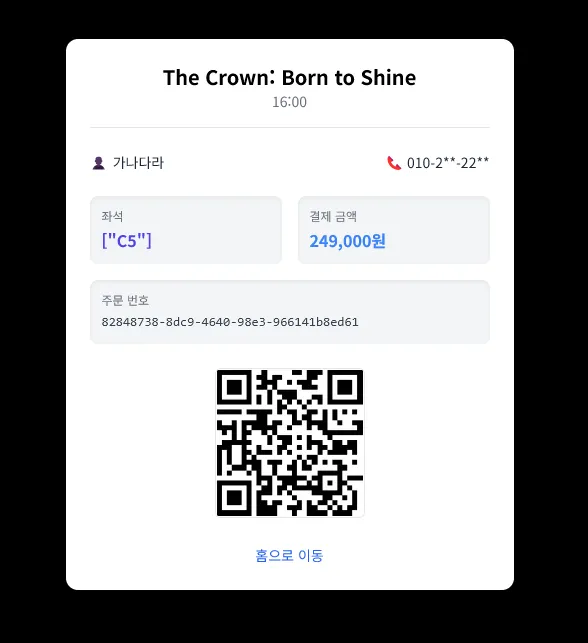 The Crown: Born to Shine
16:00
가나다라
010-2**-22**
좌석
["C5"]
결제 금액
249,000원
주문 번호
82848738-8dc9-4640-98e3-966141b8ed61
홈으로 이동